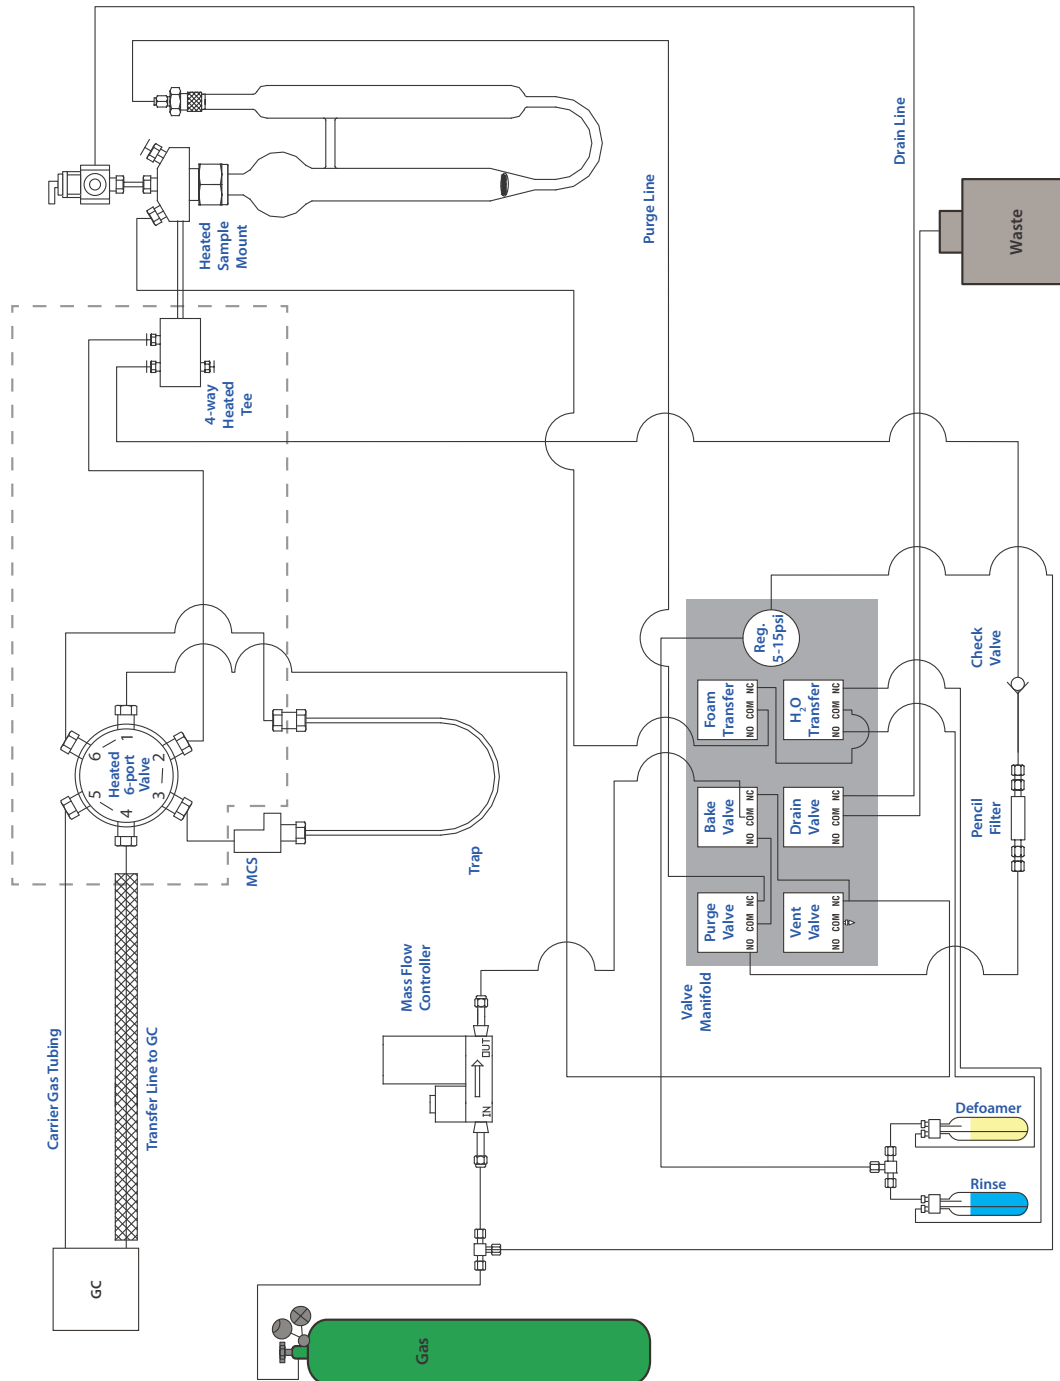 Heated
Sample
Mount
Purge Line
Drain Line
Waste
4-way
Heated
Tee
Heated
6-port
Valve
1
2
3
4
5
6
MCS
Trap
Carrier Gas Tubing
Transfer Line to GC
GC
Mass Flow
Controller
IN
OUT
Gas
Valve
Manifold
Reg.
5-15psi
Foam
Transfer
NO COM NC
H2O
Transfer
NO COM NC
Bake
Valve
NO COM NC
Drain
Valve
NO COM NC
Purge
Valve
NO COM NC
Vent
Valve
NO COM NC
Check
Valve
Pencil
Filter
Defoamer
Rinse